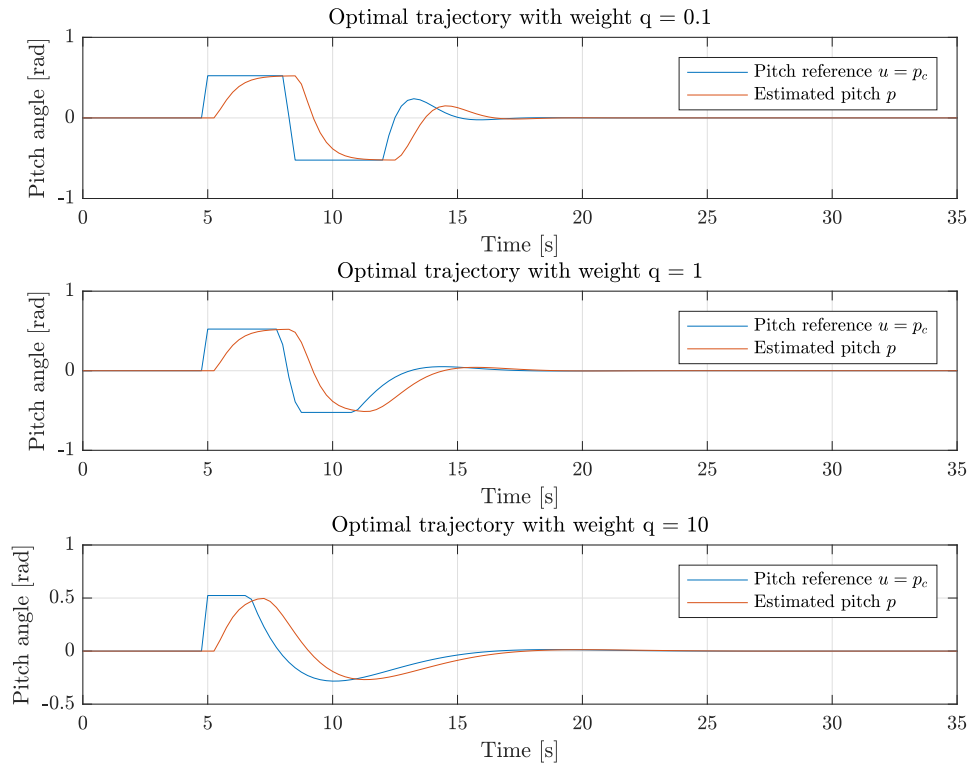 Optimal trajectory with weight q = 0.1
Pitch angle [rad]
1
0
-1
Pitch reference u = p_c
Estimated pitch p
0 5 10 15 20 25 30 35
Time [s]
Optimal trajectory with weight q = 1
Pitch angle [rad]
1
0
-1
Pitch reference u = p_c
Estimated pitch p
0 5 10 15 20 25 30 35
Time [s]
Optimal trajectory with weight q = 10
Pitch angle [rad]
1
0.5
0
-0.5
Pitch reference u = p_c
Estimated pitch p
0 5 10 15 20 25 30 35
Time [s]